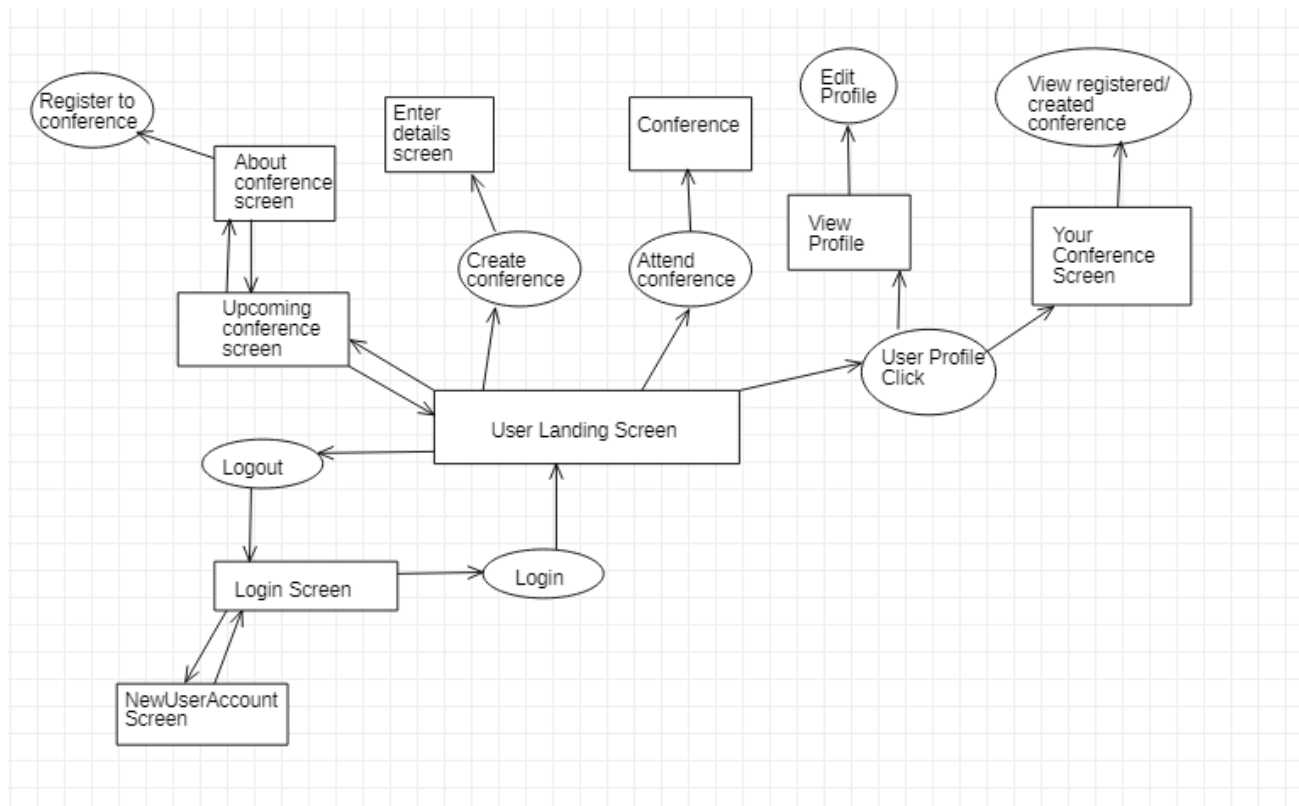 Register to
conference
About
conference
screen
Upcoming
conference
screen
Enter
details
screen
Create
conference
Conference
Attend
conference
Edit
Profile
View
Profile
View registered/
created
conference
Your
Conference
Screen
User Profile
Click
User Landing Screen
Logout
Login Screen
Login
NewUserAccount
Screen